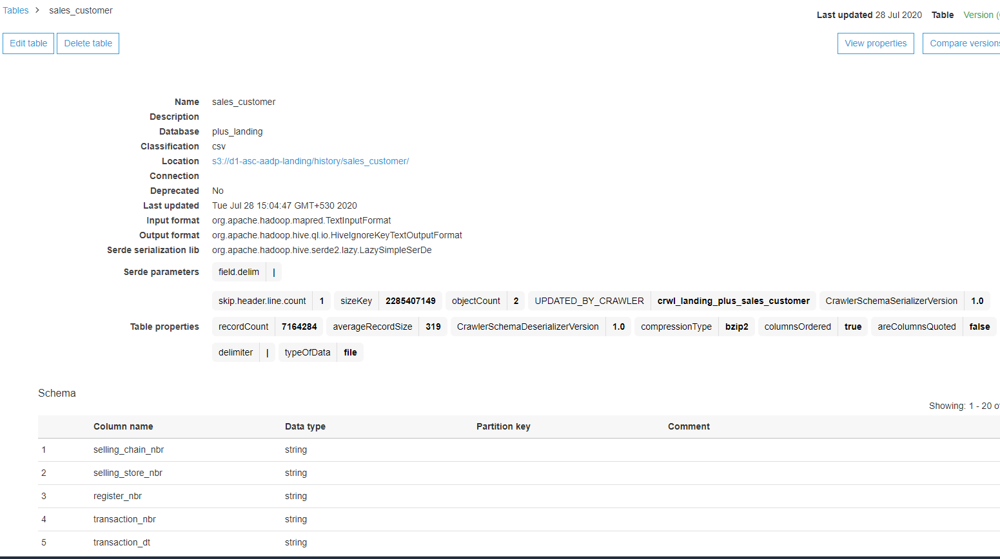 Tables > sales_customer
Last updated 28 Jul 2020 Table Version (
Edit table Delete table View properties Compare versions
Name sales_customer
Description
Database plus_landing
Classification csv
Location s3://d1-asc-aadp-landing/history/sales_customer/
Connection
Deprecated No
Last updated Tue Jul 28 15:04:47 GMT+530 2020
Input format org.apache.hadoop.mapred.TextInputFormat
Output format org.apache.hadoop.hive.ql.io.HiveIgnoreKeyTextOutputFormat
Serde serialization lib org.apache.hadoop.hive.serde2.lazy.LazySimpleSerDe
Serde parameters field.delim |
skip.header.line.count 1 sizeKey 2285407149 objectCount 2 UPDATED_BY_CRAWLER crwl_landing_plus_sales_customer CrawlerSchemaSerializerVersion 1.0
Table properties recordCount 7164284 averageRecordSize 319 CrawlerSchemaDeserializerVersion 1.0 compressionType bzip2 columnsOrdered true areColumnsQuoted false
delimiter | typeOfData file
Schema
Showing: 1 - 20 o
Column name Data type Partition key Comment
1 selling_chain_nbr string
2 selling_store_nbr string
3 register_nbr string
4 transaction_nbr string
5 transaction_dt string